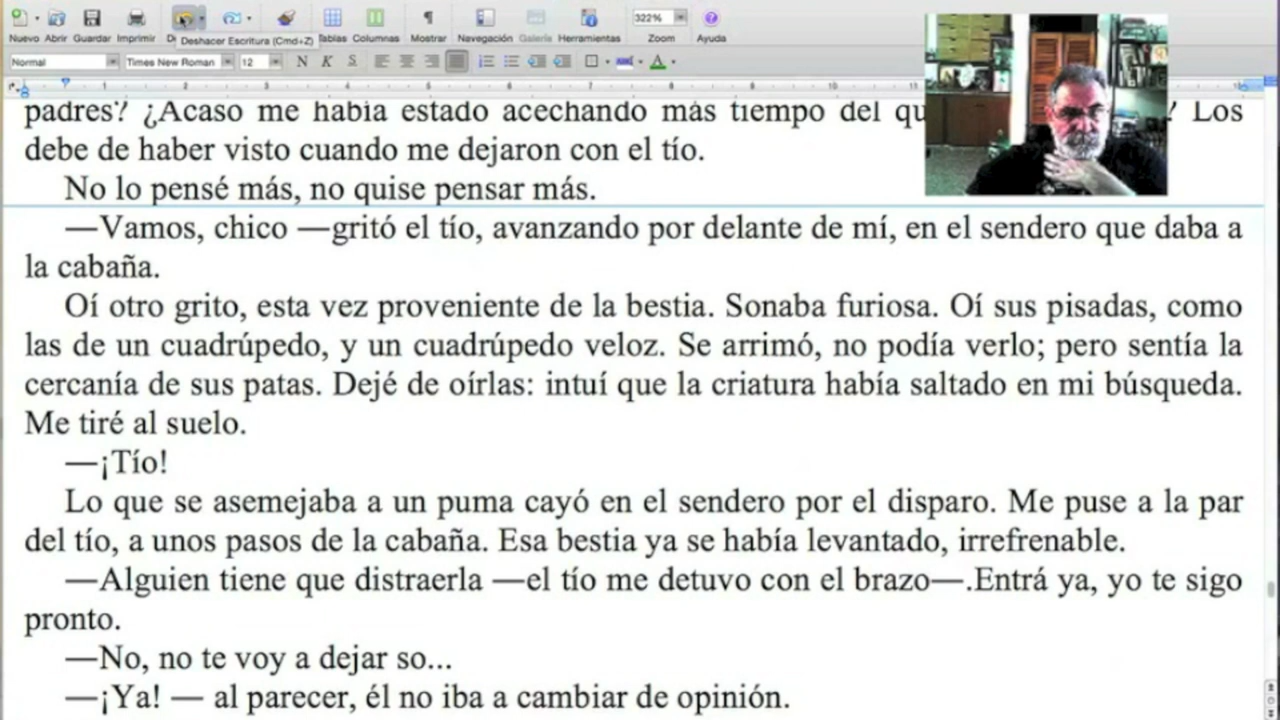 Nuevo Abrir Guardar Imprimir Tablas Columnas Mostrar Navegación Galería Herramientas Zoom Ayuda
322%
Deshacer Escritura (Cmd+Z)
Normal Times New Roman 12 N K S A
padres? ¿Acaso me había estado acechando más tiempo del ? Los
debe de haber visto cuando me dejaron con el tío.
No lo pensé más, no quise pensar más.
—Vamos, chico —gritó el tío, avanzando por delante de mí, en el sendero que daba a
la cabaña.
Oí otro grito, esta vez proveniente de la bestia. Sonaba furiosa. Oí sus pisadas, como
las de un cuadrúpedo, y un cuadrúpedo veloz. Se arrimó, no podía verlo; pero sentía la
cercanía de sus patas. Dejé de oírlas: intuí que la criatura había saltado en mi búsqueda.
Me tiré al suelo.
—¡Tío!
Lo que se asemejaba a un puma cayó en el sendero por el disparo. Me puse a la par
del tío, a unos pasos de la cabaña. Esa bestia ya se había levantado, irrefrenable.
—Alguien tiene que distraerla —el tío me detuvo con el brazo—.Entrá ya, yo te sigo
pronto.
—No, no te voy a dejar so...
—¡Ya! — al parecer, él no iba a cambiar de opinión.